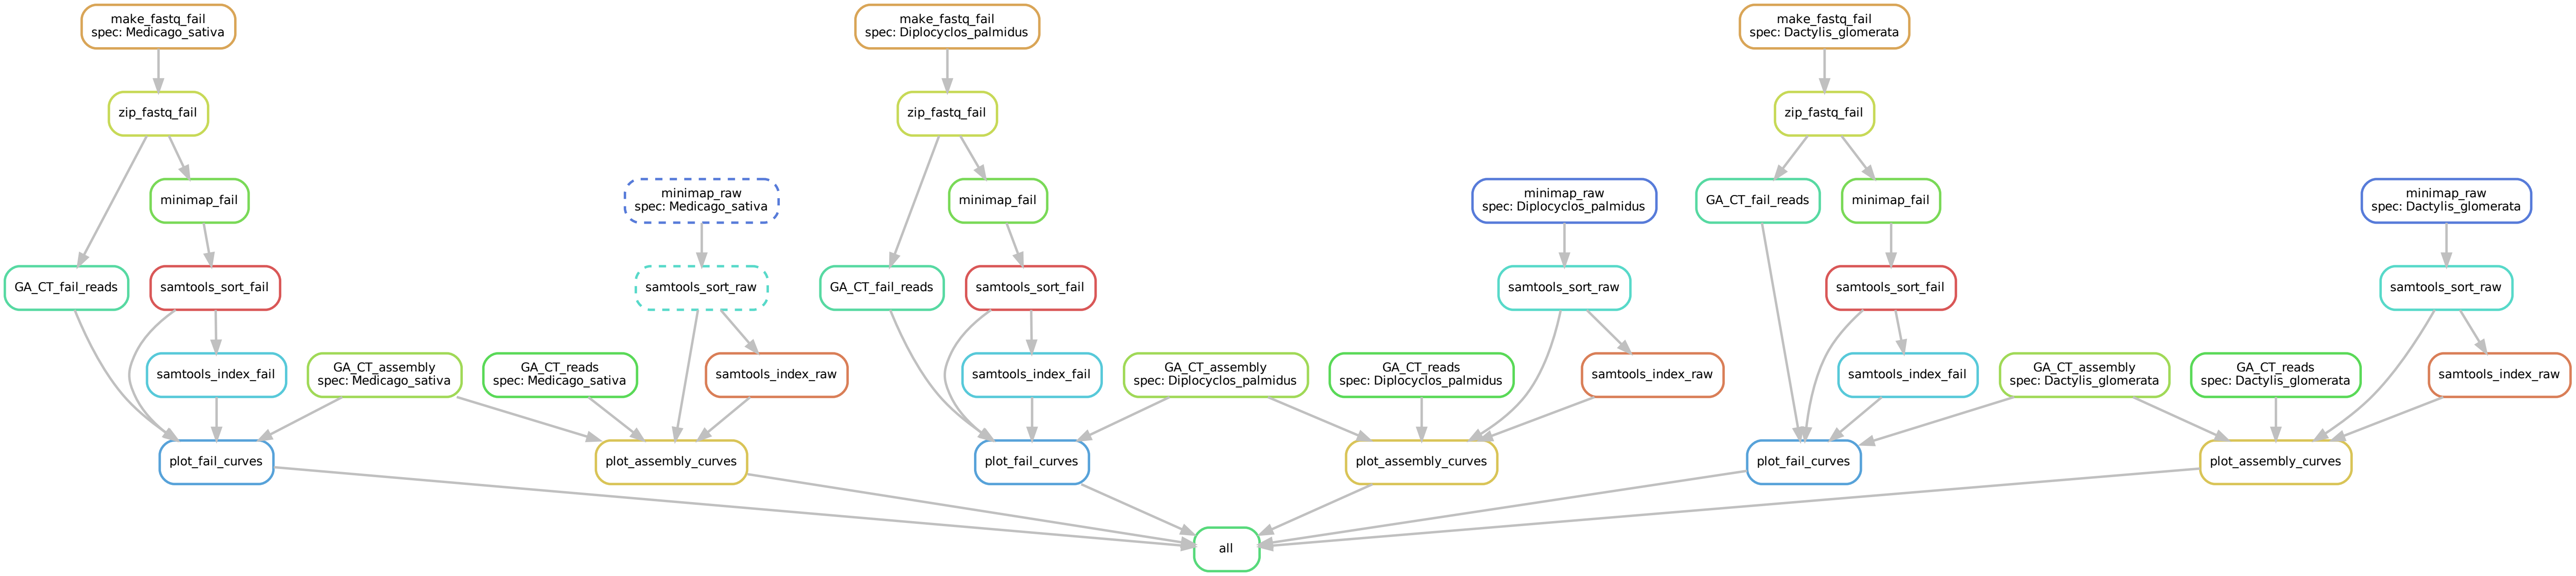 make_fastq_fail
spec: Medicago_sativa
make_fastq_fail
spec: Diplocyclos_palmidus
make_fastq_fail
spec: Dactylis_glomerata
zip_fastq_fail
zip_fastq_fail
zip_fastq_fail
minimap_fail
minimap_raw
spec: Medicago_sativa
minimap_fail
minimap_raw
spec: Diplocyclos_palmidus
GA_CT_fail_reads
minimap_fail
minimap_raw
spec: Dactylis_glomerata
GA_CT_fail_reads
samtools_sort_fail
samtools_sort_raw
GA_CT_fail_reads
samtools_sort_fail
samtools_sort_raw
samtools_sort_fail
samtools_sort_raw
samtools_index_fail
GA_CT_assembly
spec: Medicago_sativa
GA_CT_reads
spec: Medicago_sativa
samtools_index_raw
samtools_index_fail
GA_CT_assembly
spec: Diplocyclos_palmidus
GA_CT_reads
spec: Diplocyclos_palmidus
samtools_index_raw
samtools_index_fail
GA_CT_assembly
spec: Dactylis_glomerata
GA_CT_reads
spec: Dactylis_glomerata
samtools_index_raw
plot_fail_curves
plot_assembly_curves
plot_fail_curves
plot_assembly_curves
plot_fail_curves
plot_assembly_curves
all